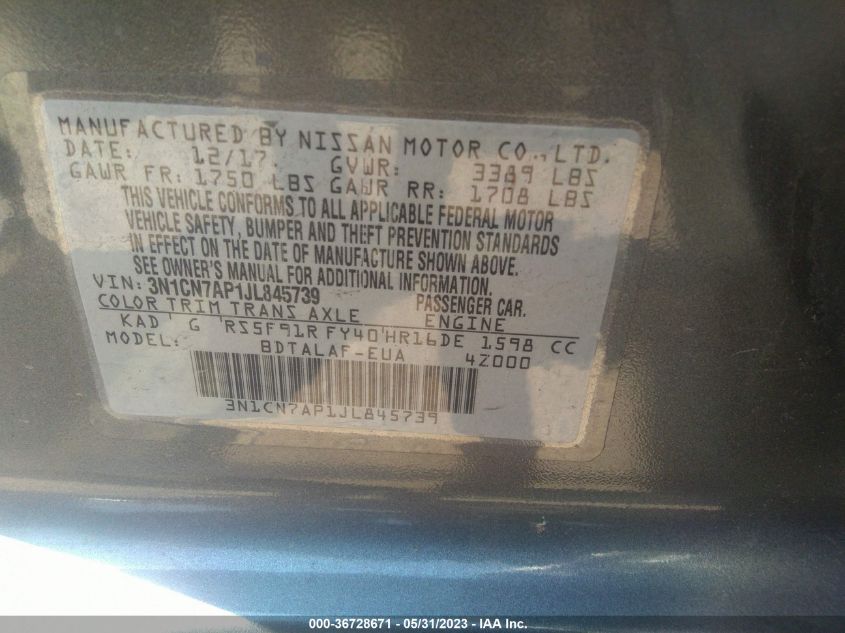 MANUFACTURED BY NISSAN MOTOR CO., LTD.
DATE: 12/17. GVWR: 3389 LBS
GAWR FR: 1750 LBS GAWR RR: 1708 LBS
THIS VEHICLE CONFORMS TO ALL APPLICABLE FEDERAL MOTOR
VEHICLE SAFETY, BUMPER AND THEFT PREVENTION STANDARDS
IN EFFECT ON THE DATE OF MANUFACTURE SHOWN ABOVE.
SEE OWNER'S MANUAL FOR ADDITIONAL INFORMATION.
VIN: 3N1CN7AP1JL845739 PASSENGER CAR.
COLOR TRIM TRANS AXLE ENGINE
KAD G RS5F91R FY40 HR16DE 1598 CC
MODEL: BDTALAF-EUA 4Z000
3N1CN7AP1JL845739
000-36728671 - 05/31/2023 - IAA Inc.